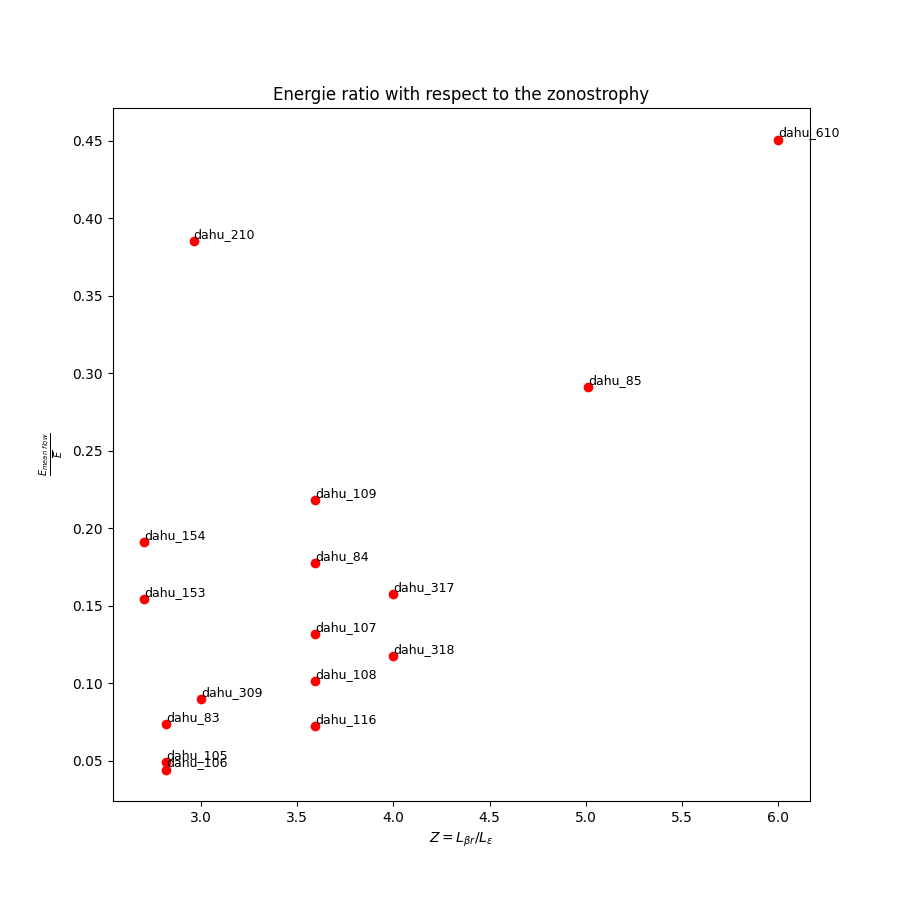 Energie ratio with respect to the zonostrophy
0.45
0.40
0.35
0.30
0.25
0.20
0.15
0.10
0.05
E_mean flow / E
dahu_610
dahu_210
dahu_85
dahu_109
dahu_154
dahu_84
dahu_153
dahu_317
dahu_107
dahu_318
dahu_108
dahu_309
dahu_83
dahu_116
dahu_105
dahu_106
3.0 3.5 4.0 4.5 5.0 5.5 6.0
Z = L_βr/L_ε